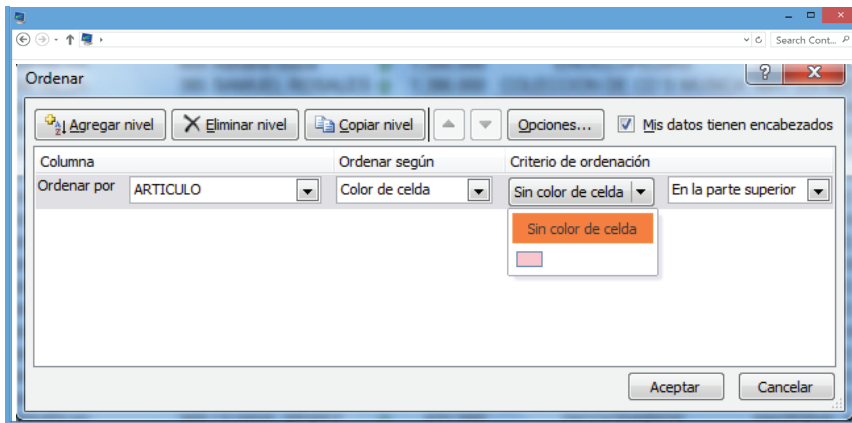 Search Cont...
Ordenar
Agregar nivel Eliminar nivel Copiar nivel Opciones... Mis datos tienen encabezados
Columna Ordenar según Criterio de ordenación
Ordenar por ARTICULO Color de celda Sin color de celda En la parte superior
Sin color de celda
Aceptar Cancelar